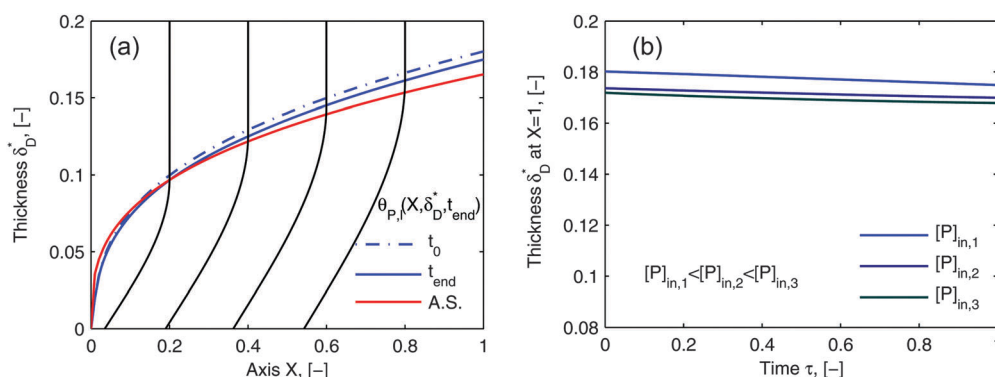 (a)
Thickness δ*D, [–]
0.2
0.15
0.1
0.05
0
0
0.2
0.4
0.6
0.8
1
Axis X, [–]
θP,l(X,δ*D,tend)
t0
tend
A.S.
(b)
Thickness δ*D at X=1, [–]
0.2
0.18
0.16
0.14
0.12
0.1
0.08
0
0.2
0.4
0.6
0.8
1
Time τ, [–]
[P]in,1
[P]in,2
[P]in,3
[P]in,1<[P]in,2<[P]in,3